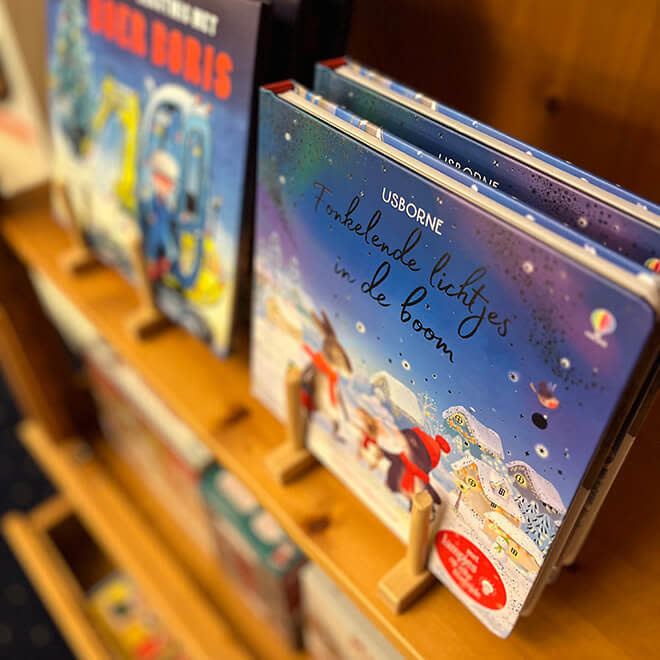 BOER BORIS
USBORNE
USBORNE
Fonkelende lichtjes
in de boom